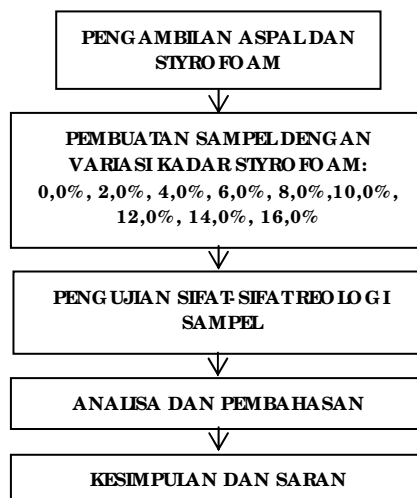 PENGAMBILAN ASPAL DAN
STYROFOAM
PEMBUATAN SAMPEL DENGAN
VARIASI KADAR STYROFOAM:
0,0%, 2,0%, 4,0%, 6,0%, 8,0%,10,0%,
12,0%, 14,0%, 16,0%
PENGUJIAN SIFAT-SIFAT REOLOGI
SAMPEL
ANALISA DAN PEMBAHASAN
KESIMPULAN DAN SARAN